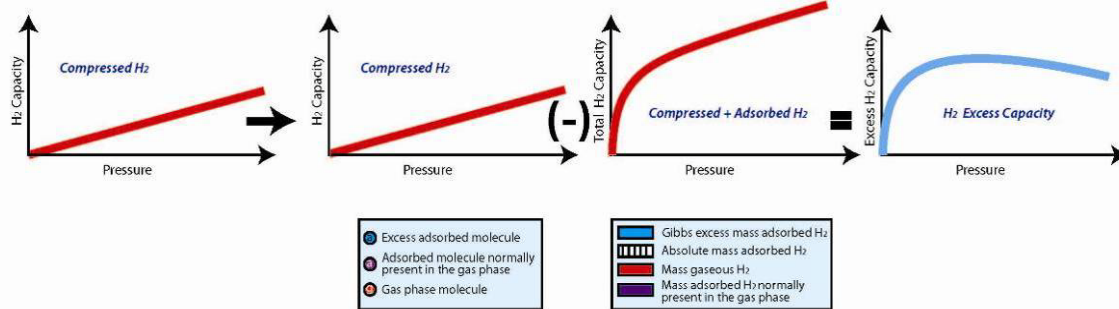 H2 Capacity
Compressed H2
Pressure
H2 Capacity
Compressed H2
Pressure
(-)
Total H2 Capacity
Compressed + Adsorbed H2
Pressure
=
Excess H2 Capacity
H2 Excess Capacity
Pressure
Excess adsorbed molecule
a Adsorbed molecule normally
present in the gas phase
Gas phase molecule
Gibbs excess mass adsorbed H2
Absolute mass adsorbed H2
Mass gaseous H2
Mass adsorbed H2 normally
present in the gas phase